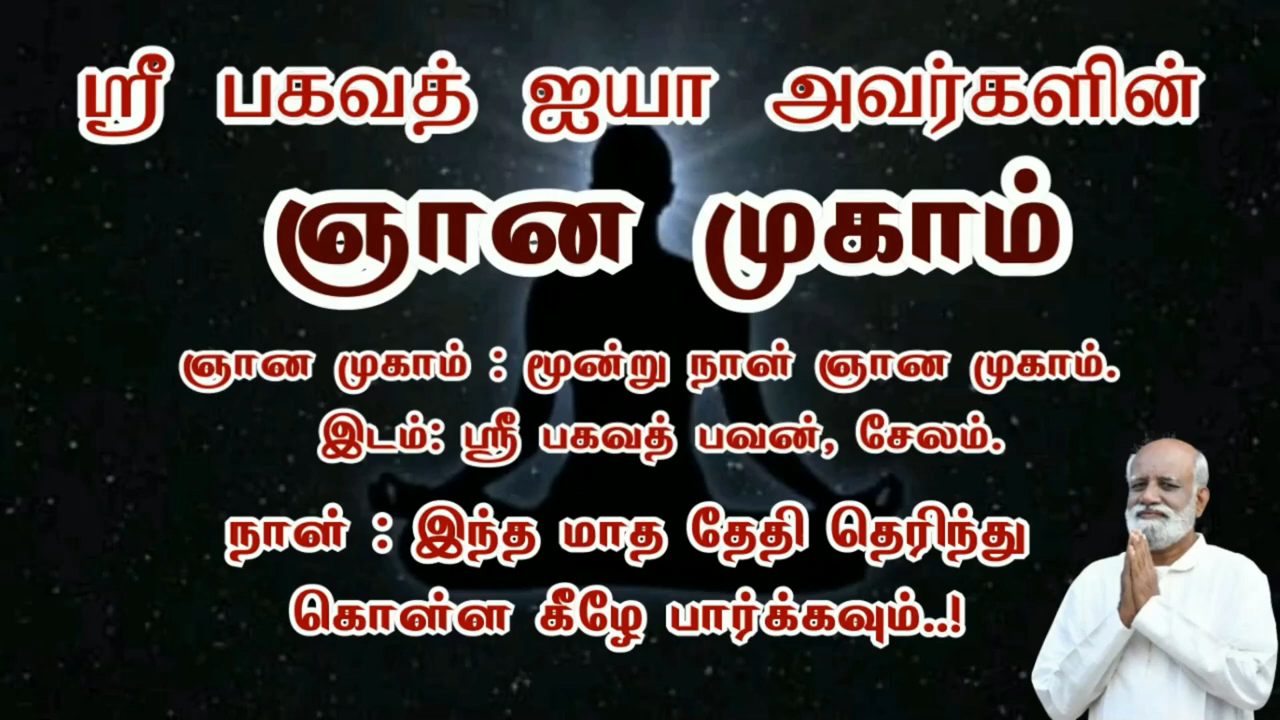 ஸ்ரீ பகவத் ஐயா அவர்களின்
ஞான முகாம்
ஞான முகாம் : மூன்று நாள் ஞான முகாம்.
இடம்: ஸ்ரீ பகவத் பவன், சேலம்.
நாள் : இந்த மாத தேதி தெரிந்து
கொள்ள கீழே பார்க்கவும்..!